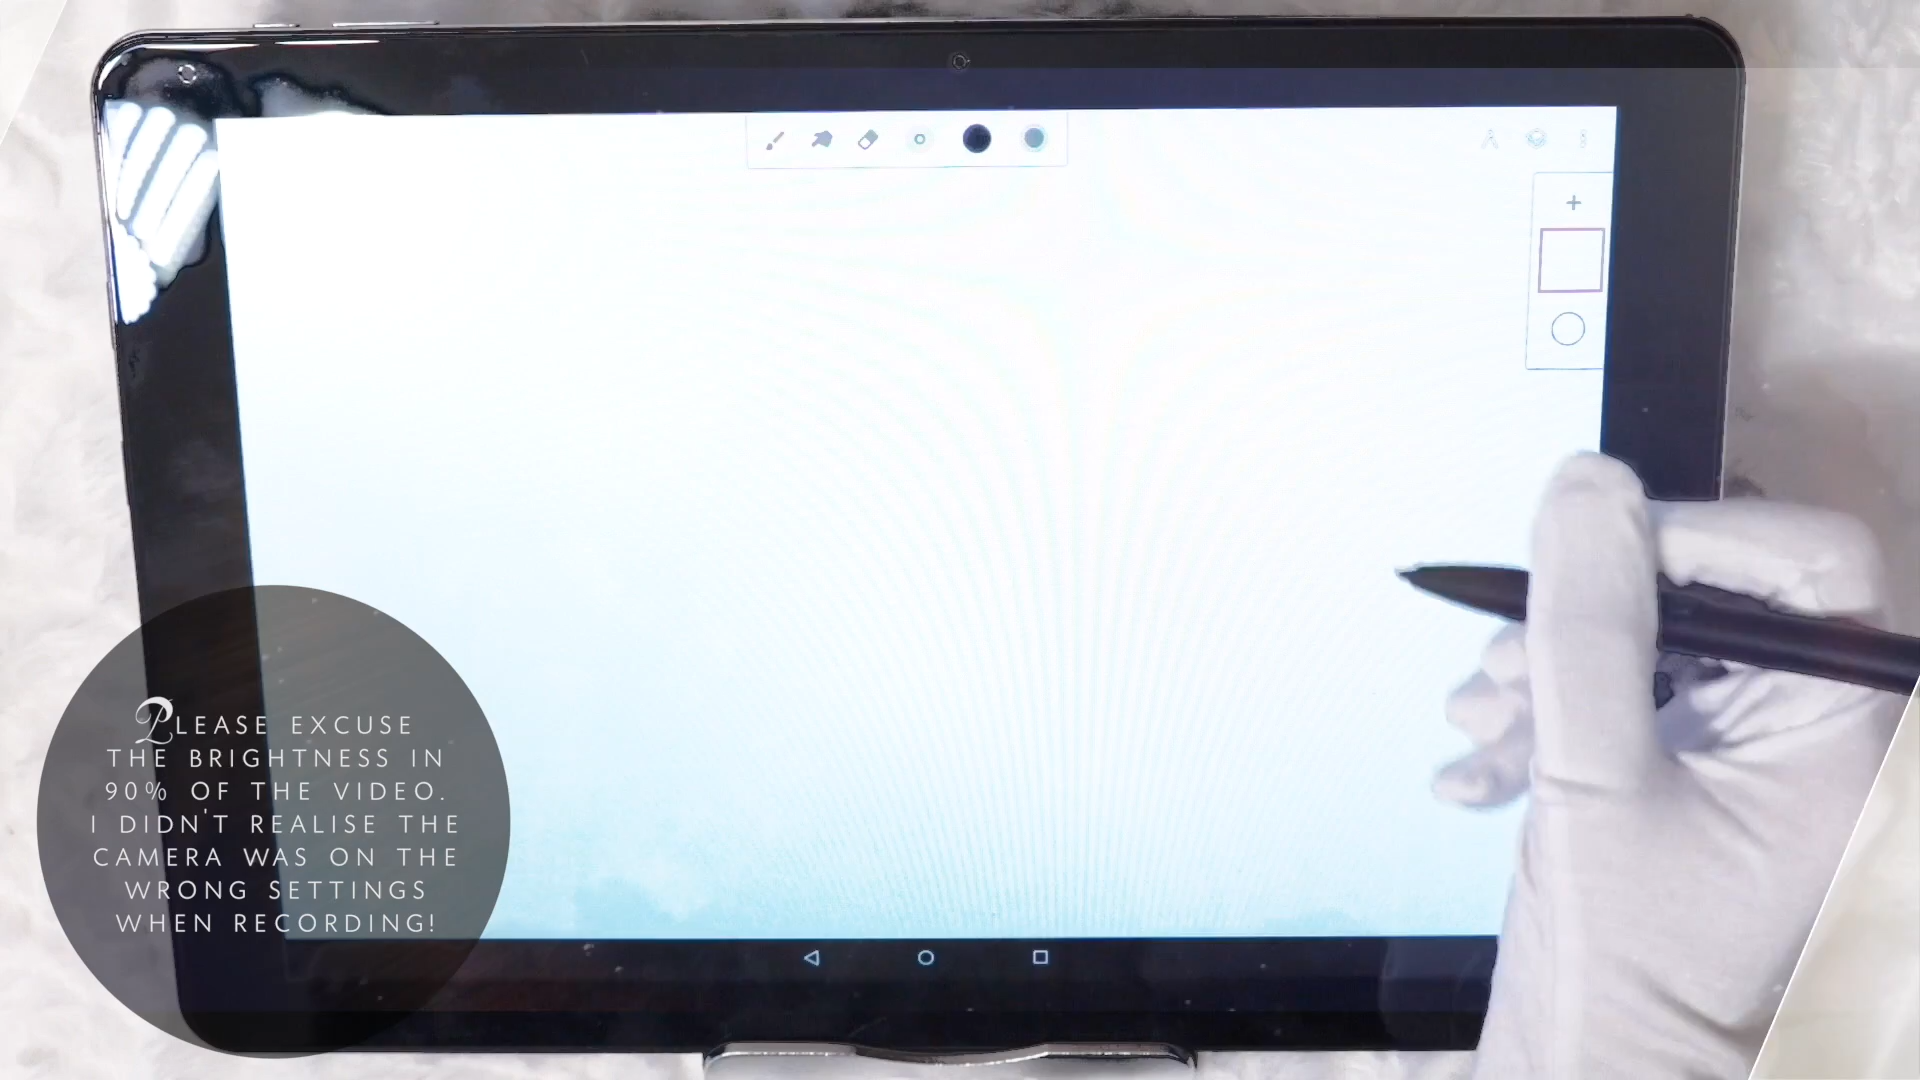 PLEASE EXCUSE
THE BRIGHTNESS IN
90% OF THE VIDEO.
I DIDN'T REALISE THE
CAMERA WAS ON THE
WRONG SETTINGS
WHEN RECORDING!